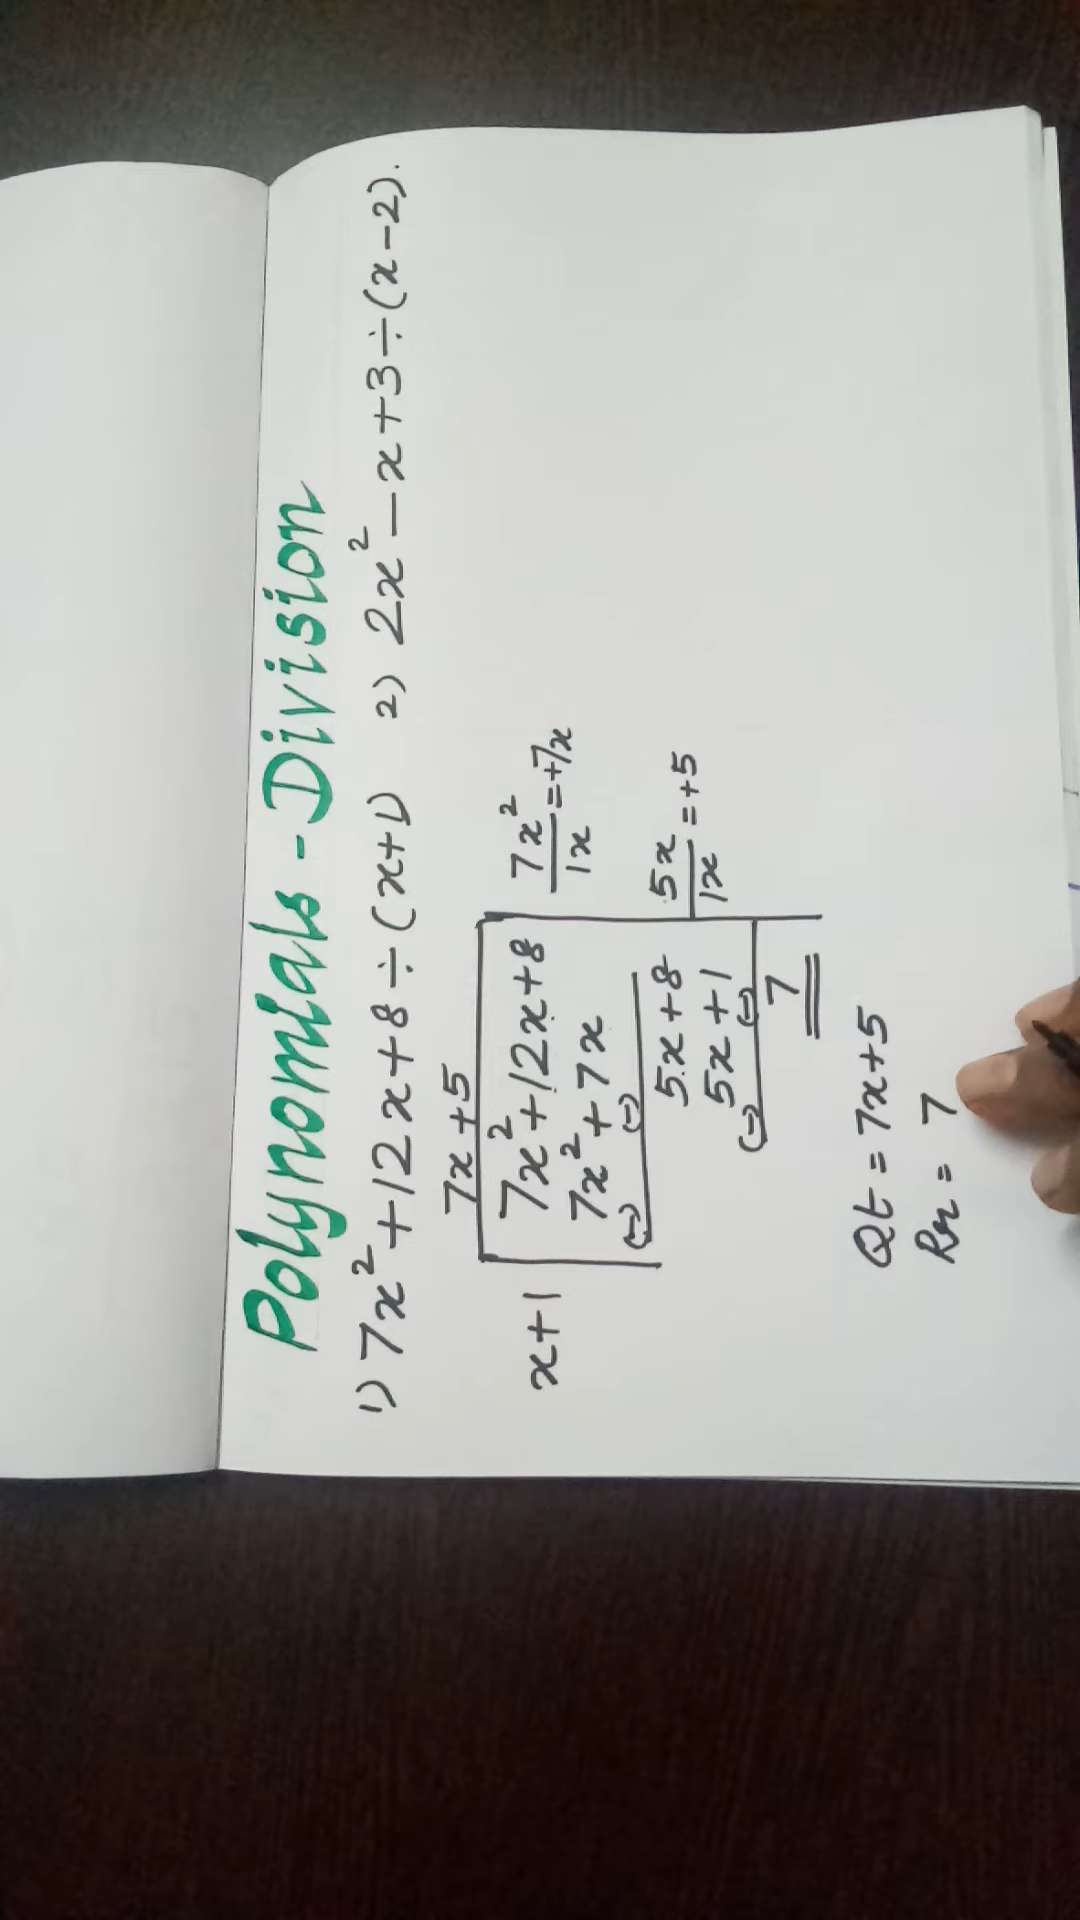 Polynomials - Division
1) 7x²+12x+8÷(x+1) 2) 2x²-x+3÷(x-2).
7x+5
x+1 7x²+12x+8 7x²/1x=+7x
7x²+7x
(-) (-)
5x+8 5x/1x=+5
5x+1
(-) (-)
7
Qt = 7x+5
Rr = 7